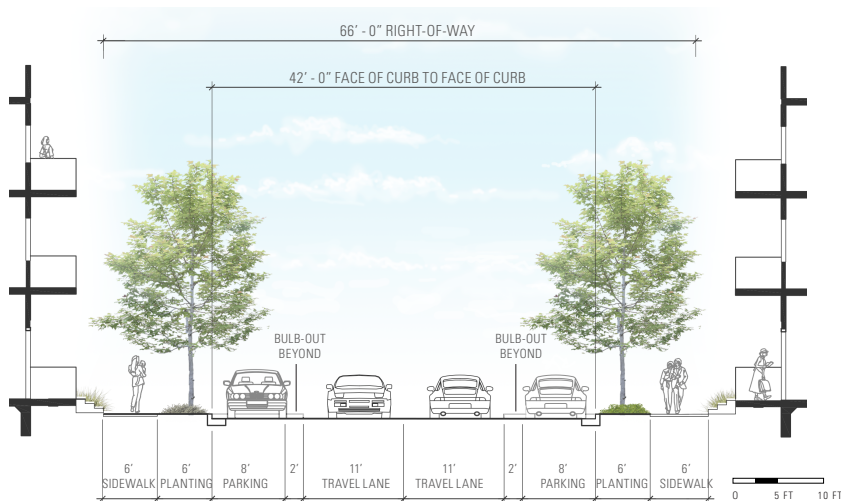 66' - 0" RIGHT-OF-WAY
42' - 0" FACE OF CURB TO FACE OF CURB
BULB-OUT
BEYOND
BULB-OUT
BEYOND
6'
SIDEWALK
6'
PLANTING
8'
PARKING
2'
11'
TRAVEL LANE
11'
TRAVEL LANE
2'
8'
PARKING
6'
PLANTING
6'
SIDEWALK
0 5 FT 10 FT